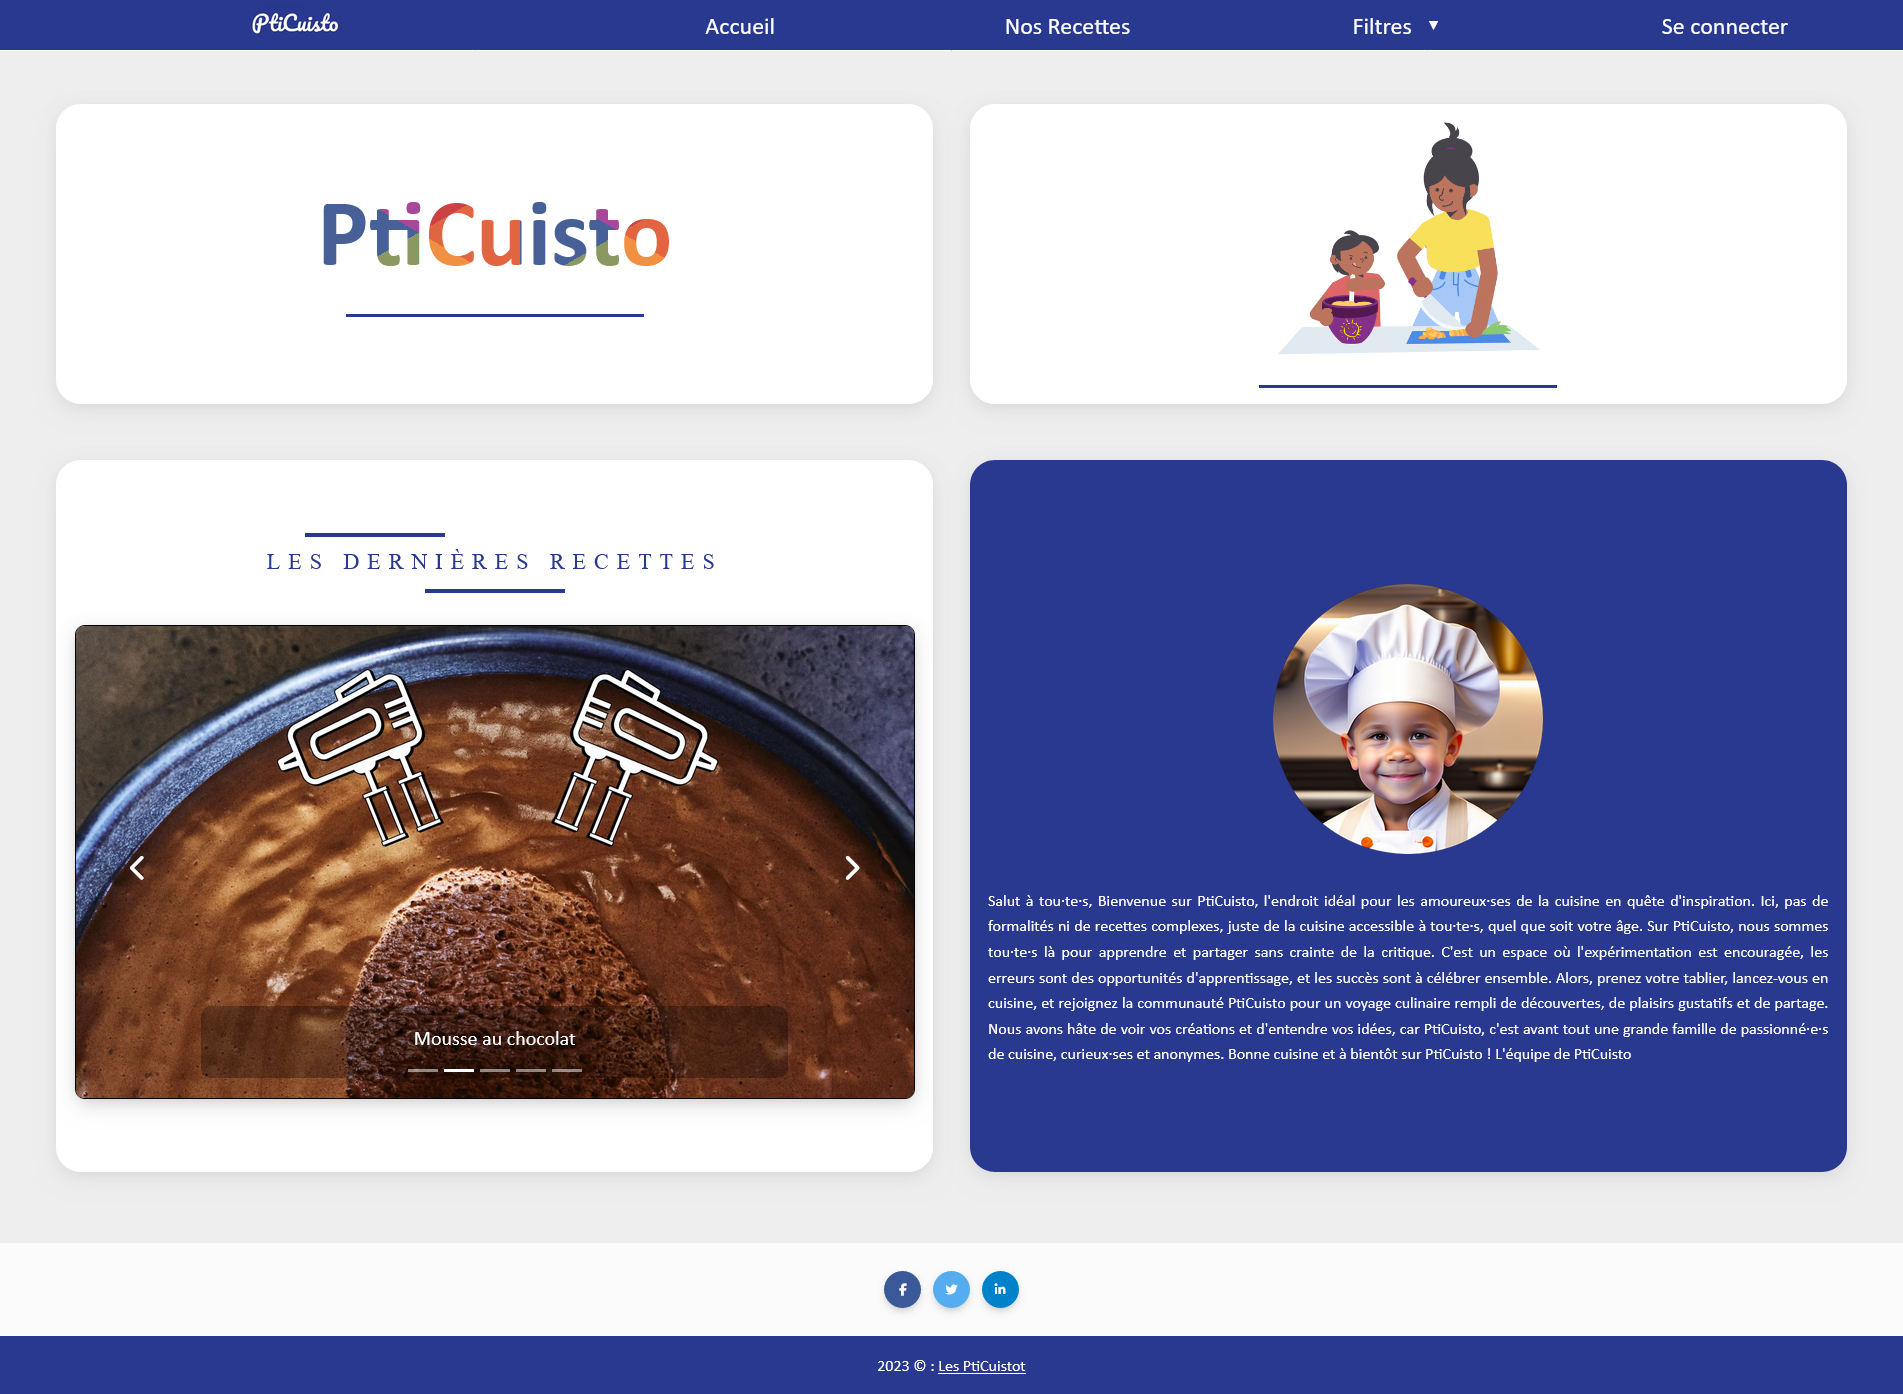 PtiCuisto
Accueil
Nos Recettes
Filtres ▼
Se connecter
PtiCuisto
LES DERNIÈRES RECETTES
Mousse au chocolat
Salut à tou·te·s, Bienvenue sur PtiCuisto, l'endroit idéal pour les amoureux·ses de la cuisine en quête d'inspiration. Ici, pas de
formalités ni de recettes complexes, juste de la cuisine accessible à tou·te·s, quel que soit votre âge. Sur PtiCuisto, nous sommes
tou·te·s là pour apprendre et partager sans crainte de la critique. C'est un espace où l'expérimentation est encouragée, les
erreurs sont des opportunités d'apprentissage, et les succès sont à célébrer ensemble. Alors, prenez votre tablier, lancez-vous en
cuisine, et rejoignez la communauté PtiCuisto pour un voyage culinaire rempli de découvertes, de plaisirs gustatifs et de partage.
Nous avons hâte de voir vos créations et d'entendre vos idées, car PtiCuisto, c'est avant tout une grande famille de passionné·e·s
de cuisine, curieux·ses et anonymes. Bonne cuisine et à bientôt sur PtiCuisto ! L'équipe de PtiCuisto
2023 © : Les PtiCuistot